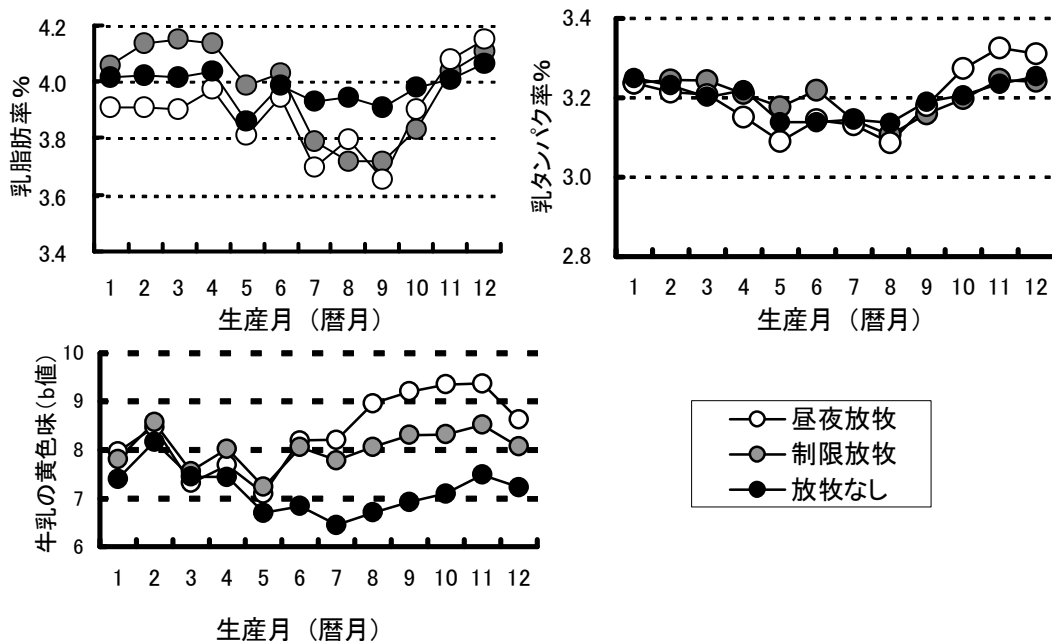 乳脂肪率%
4.2
4.0
3.8
3.6
3.4
1 2 3 4 5 6 7 8 9 10 11 12
生産月（暦月）
乳タンパク率%
3.4
3.2
3.0
2.8
1 2 3 4 5 6 7 8 9 10 11 12
生産月（暦月）
牛乳の黄色味(b値)
10
9
8
7
6
1 2 3 4 5 6 7 8 9 10 11 12
生産月（暦月）
昼夜放牧
制限放牧
放牧なし